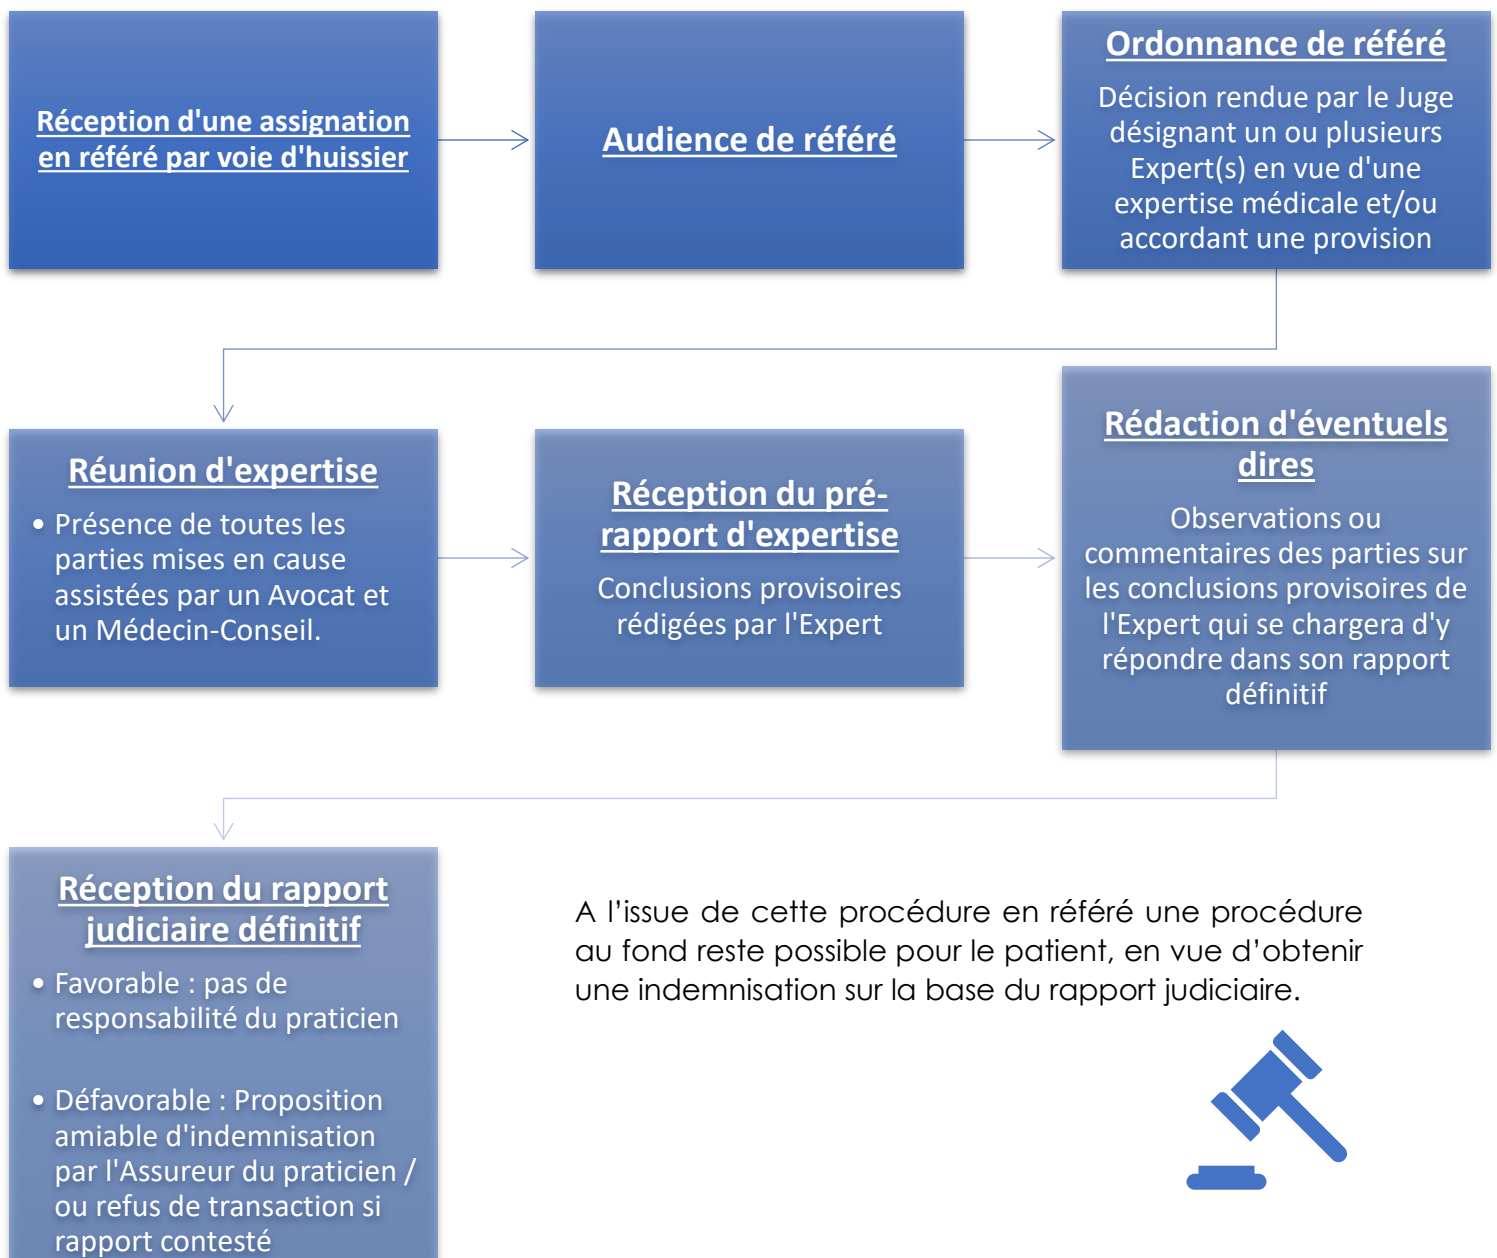 Réception d'une assignation
en référé par voie d'huissier
Audience de référé
Ordonnance de référé
Décision rendue par le Juge
désignant un ou plusieurs
Expert(s) en vue d'une
expertise médicale et/ou
accordant une provision
Réunion d'expertise
• Présence de toutes les
parties mises en cause
assistées par un Avocat et
un Médecin-Conseil.
Réception du pré-
rapport d'expertise
Conclusions provisoires
rédigées par l'Expert
Rédaction d'éventuels
dires
Observations ou
commentaires des parties sur
les conclusions provisoires de
l'Expert qui se chargera d'y
répondre dans son rapport
définitif
Réception du rapport
judiciaire définitif
• Favorable : pas de
responsabilité du praticien
• Défavorable : Proposition
amiable d'indemnisation
par l'Assureur du praticien /
ou refus de transaction si
rapport contesté
A l’issue de cette procédure en référé une procédure
au fond reste possible pour le patient, en vue d’obtenir
une indemnisation sur la base du rapport judiciaire.